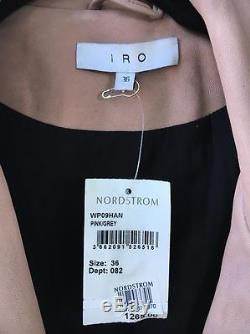 IRO
36
NORDSTROM
WP09HAN
PINK/GREY
Size: 36
Dept: 082
NORDSTROM